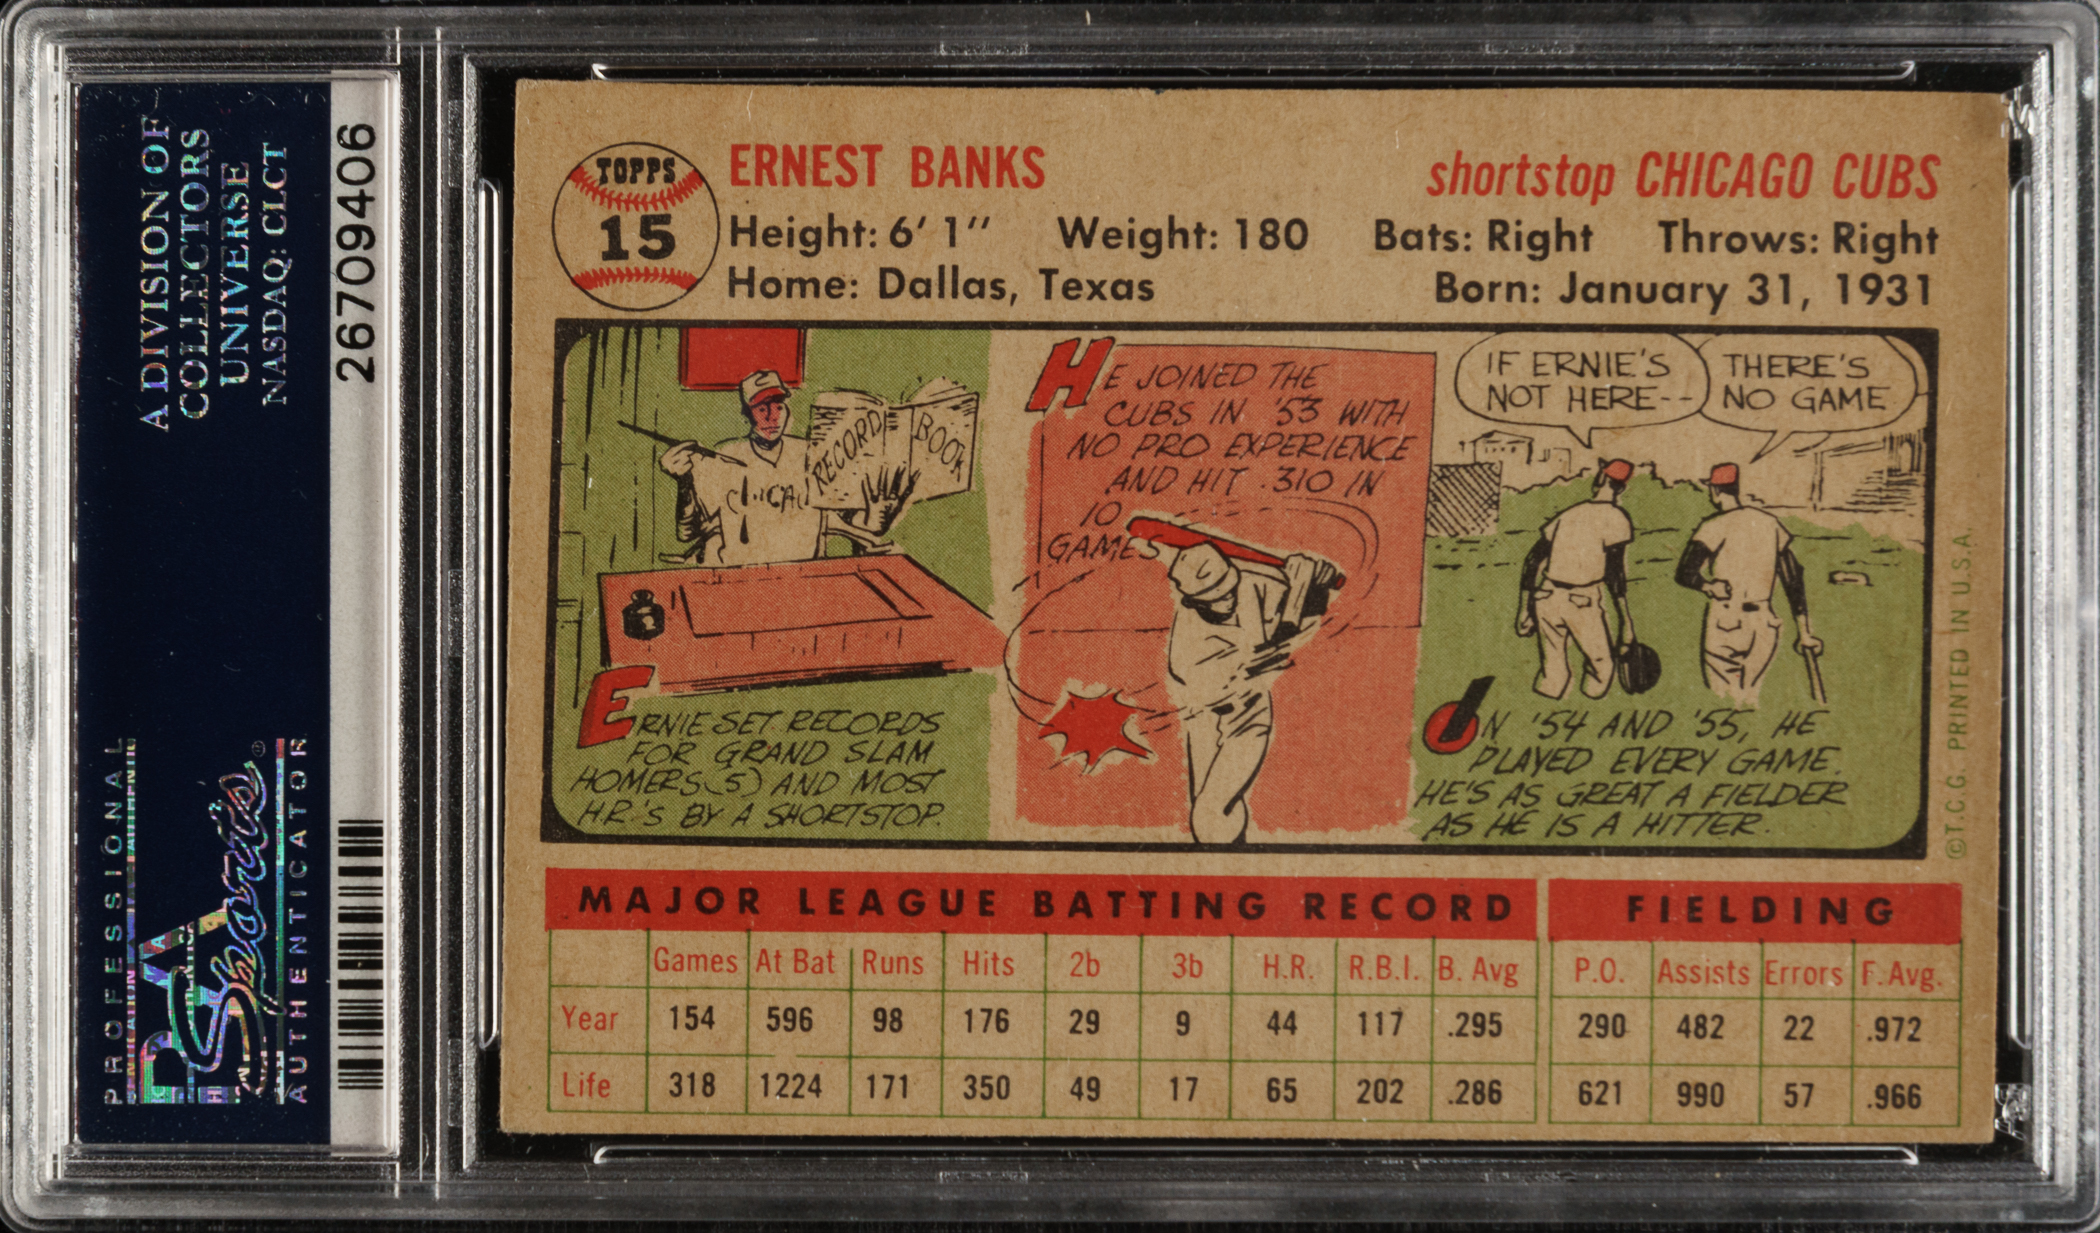 A DIVISION OF
COLLECTORS
UNIVERSE
NASDAQ: CLCT
26709406
PROFESSIONAL
PSA
Sports
®
AUTHENTICATOR
TOPPS
15
ERNEST BANKS
shortstop CHICAGO CUBS
Height: 6' 1" Weight: 180 Bats: Right Throws: Right
Home: Dallas, Texas Born: January 31, 1931
RECORD BOOK
CHICA
ERNIE SET RECORDS
FOR GRAND SLAM
HOMERS (5) AND MOST
H.R.'S BY A SHORTSTOP.
HE JOINED THE
CUBS IN '53 WITH
NO PRO EXPERIENCE
AND HIT .310 IN
10
GAMES
IF ERNIE'S
NOT HERE--
THERE'S
NO GAME
IN '54 AND '55, HE
PLAYED EVERY GAME.
HE'S AS GREAT A FIELDER
AS HE IS A HITTER.
©T.C.G. PRINTED IN U.S.A.
MAJOR LEAGUE BATTING RECORD FIELDING
Games At Bat Runs Hits 2b 3b H.R. R.B.I. B. Avg P.O. Assists Errors F. Avg.
Year 154 596 98 176 29 9 44 117 .295 290 482 22 .972
Life 318 1224 171 350 49 17 65 202 .286 621 990 57 .966